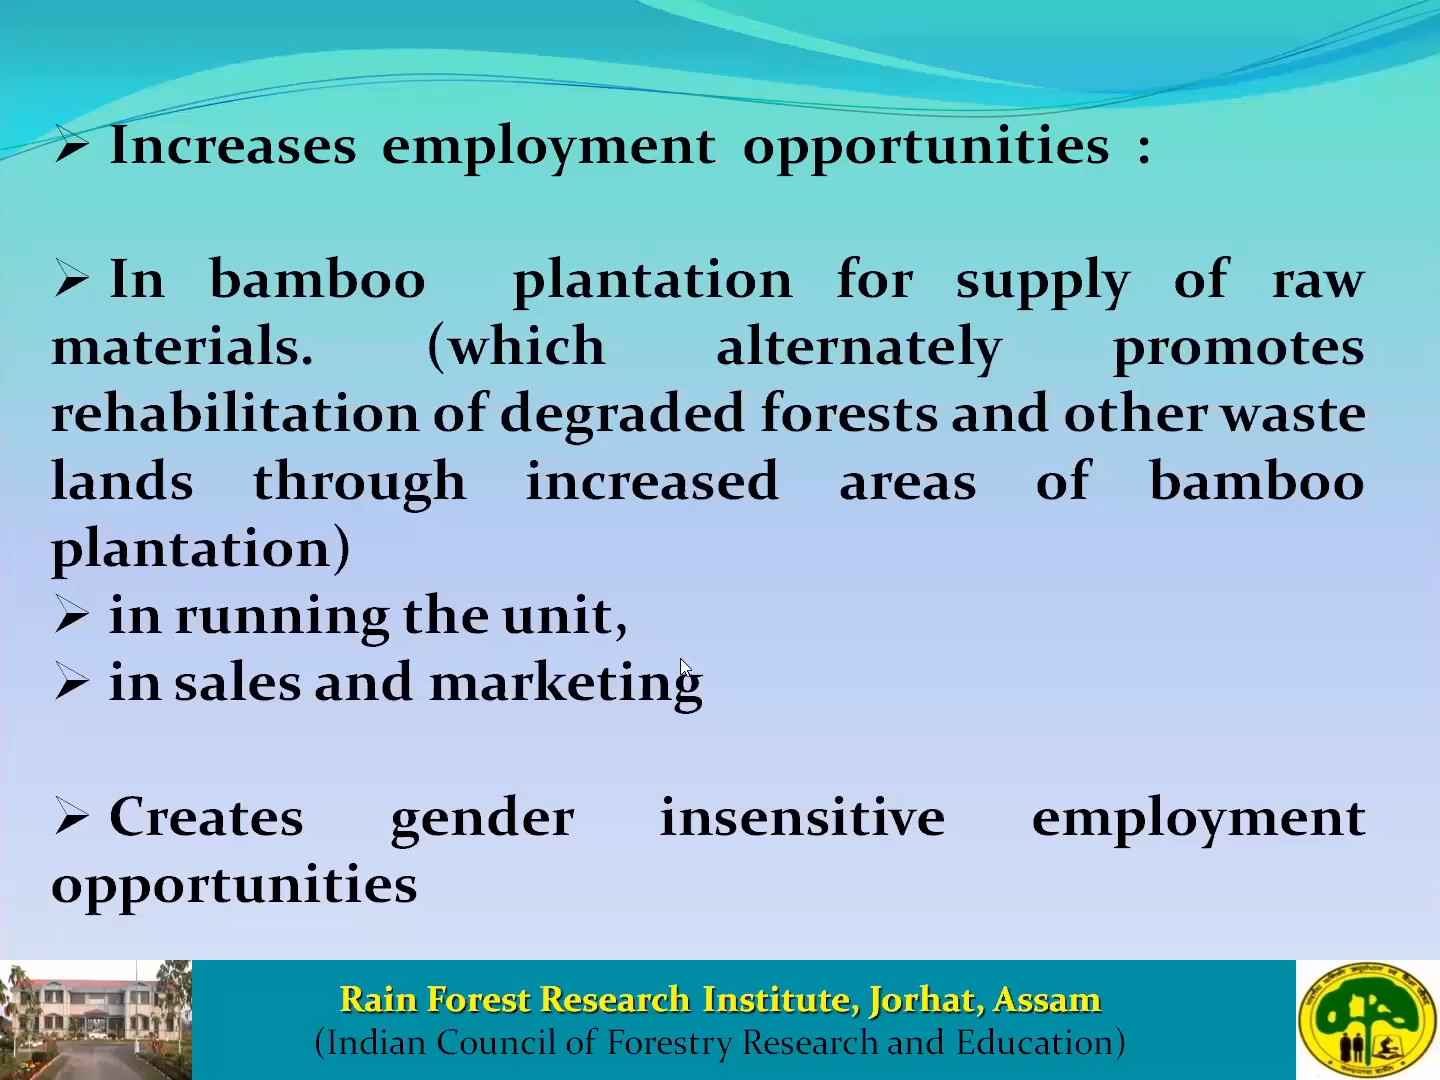 ➢ Increases employment opportunities :
➢ In bamboo plantation for supply of raw
materials. (which alternately promotes
rehabilitation of degraded forests and other waste
lands through increased areas of bamboo
plantation)
➢ in running the unit,
➢ in sales and marketing
➢ Creates gender insensitive employment
opportunities
Rain Forest Research Institute, Jorhat, Assam
(Indian Council of Forestry Research and Education)